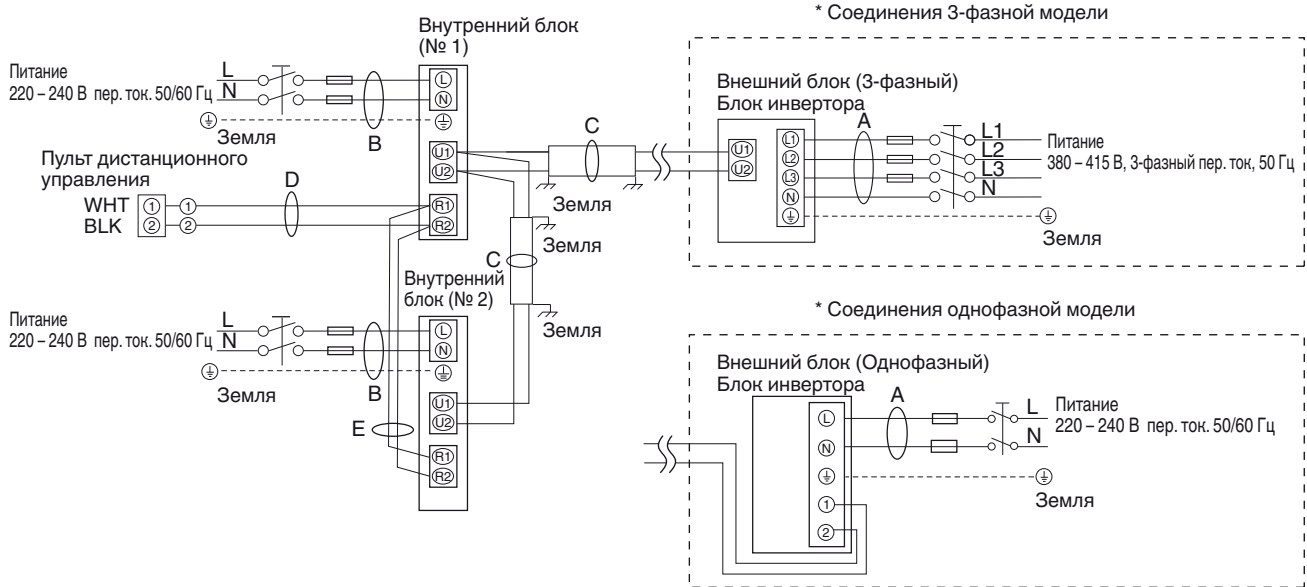 * Соединения 3-фазной модели
Внутренний блок
(№ 1)
Питание
220 – 240 В пер. ток. 50/60 Гц
L
N
Земля
B
L
N
U1
U2
R1
R2
Пульт дистанционного
управления
WHT
BLK
1
2
1
2
D
C
Земля
Земля
C
Земля
Внешний блок (3-фазный)
Блок инвертора
U1
U2
L1
L2
L3
N
A
L1
L2
L3
N
Питание
380 – 415 В, 3-фазный пер. ток, 50 Гц
Земля
Внутренний
блок (№ 2)
Питание
220 – 240 В пер. ток. 50/60 Гц
L
N
Земля
B
E
L
N
U1
U2
R1
R2
* Соединения однофазной модели
Внешний блок (Однофазный)
Блок инвертора
L
N
1
2
A
L
N
Питание
220 – 240 В пер. ток. 50/60 Гц
Земля